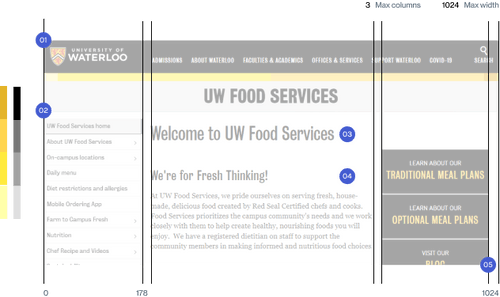 3 Max columns 1024 Max width
01
UNIVERSITY OF
WATERLOO
ADMISSIONS ABOUT WATERLOO FACULTIES & ACADEMICS OFFICES & SERVICES SUPPORT WATERLOO COVID-19 SEARCH
UW FOOD SERVICES
02
UW Food Services home
About UW Food Services
On-campus locations
Daily menu
Diet restrictions and allergies
Mobile Ordering App
Farm to Campus Fresh
Nutrition
Chef Recipe and Videos
Welcome to UW Food Services 03
We're for Fresh Thinking! 04
At UW Food Services, we pride ourselves on serving fresh, house-
made, delicious food created by Red Seal Certified chefs and cooks.
Food Services prioritizes the campus community's needs and we work
closely with them to help create healthy, nourishing foods you will
enjoy. We have a registered dietitian on staff to support the
community members in making informed and nutritious food choices
LEARN ABOUT OUR
TRADITIONAL MEAL PLANS
LEARN ABOUT OUR
OPTIONAL MEAL PLANS
VISIT OUR
BLOG
05
0 178 1024